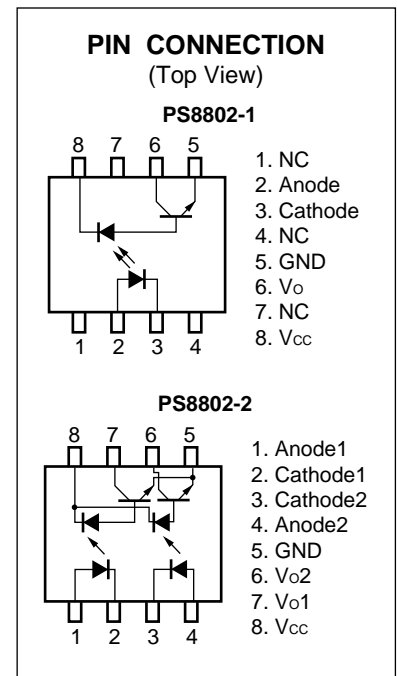 PIN CONNECTION
(Top View)
PS8802-1
8 7 6 5
1. NC
2. Anode
3. Cathode
4. NC
5. GND
6. Vo
7. NC
8. Vcc
1 2 3 4
PS8802-2
8 7 6 5
1. Anode1
2. Cathode1
3. Cathode2
4. Anode2
5. GND
6. Vo2
7. Vo1
8. Vcc
1 2 3 4